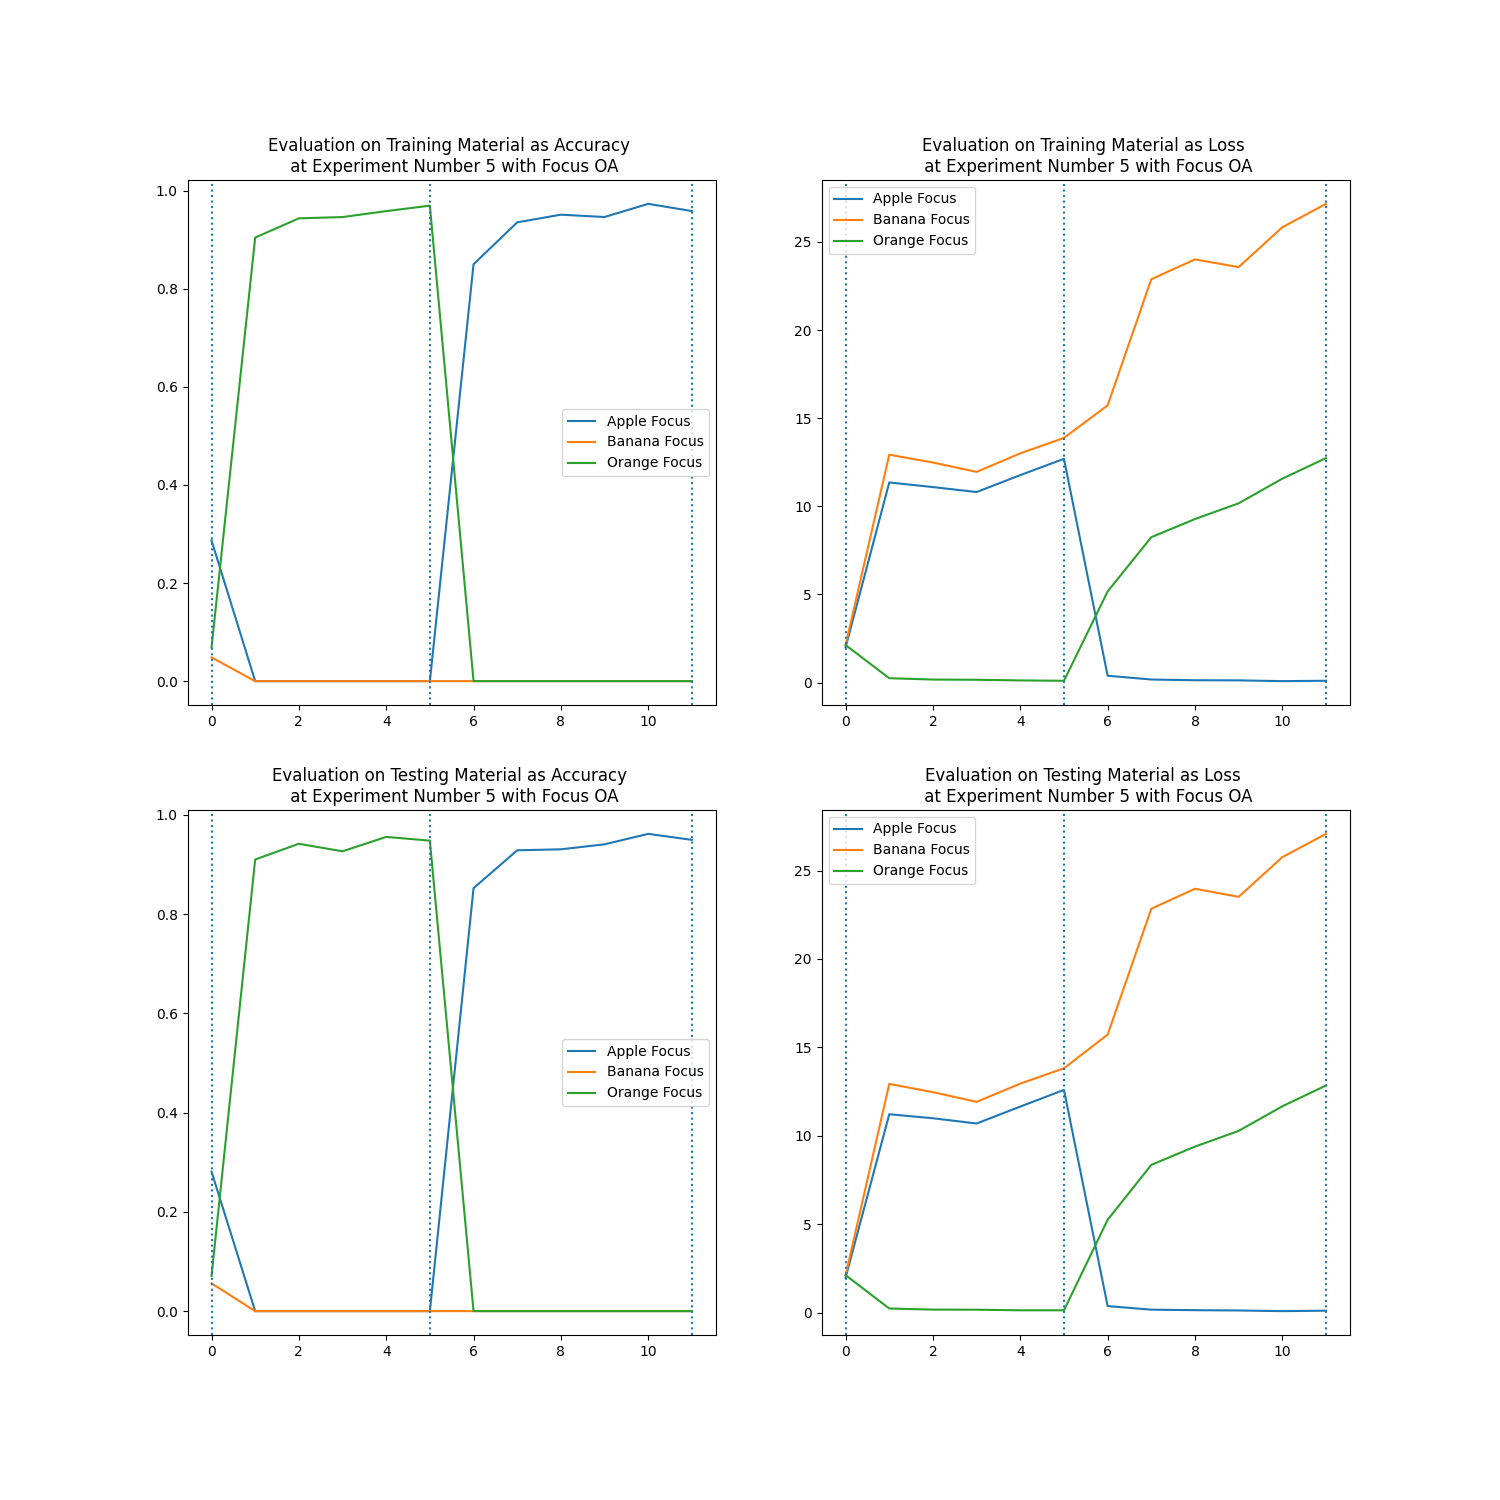 Evaluation on Training Material as Accuracy
at Experiment Number 5 with Focus OA
1.0
0.8
0.6
0.4
0.2
0.0
0 2 4 6 8 10
Apple Focus
Banana Focus
Orange Focus
Evaluation on Training Material as Loss
at Experiment Number 5 with Focus OA
Apple Focus
Banana Focus
Orange Focus
25
20
15
10
5
0
0 2 4 6 8 10
Evaluation on Testing Material as Accuracy
at Experiment Number 5 with Focus OA
1.0
0.8
0.6
0.4
0.2
0.0
0 2 4 6 8 10
Apple Focus
Banana Focus
Orange Focus
Evaluation on Testing Material as Loss
at Experiment Number 5 with Focus OA
Apple Focus
Banana Focus
Orange Focus
25
20
15
10
5
0
0 2 4 6 8 10